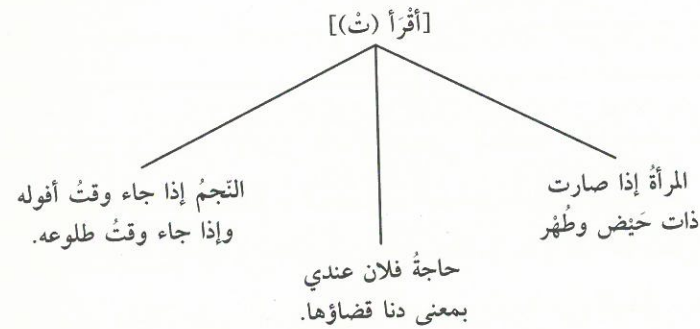 [أقْرَأ (تْ)]
المرأةُ إذا صارت
ذات حَيْض وطُهْر
حاجةُ فلان عندي
بمعنى دنا قضاؤها.
النّجمُ إذا جاء وقتُ أفوله
وإذا جاء وقتُ طلوعه.